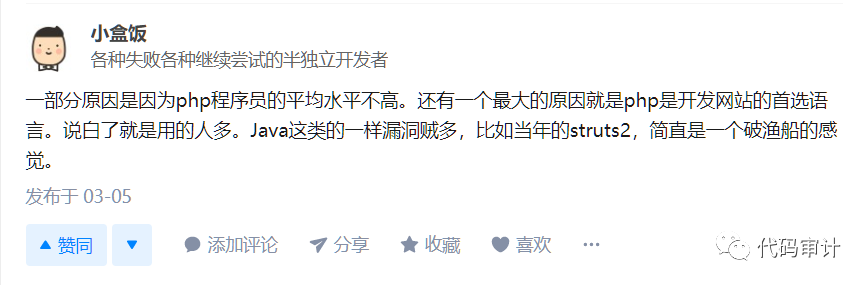 小盒饭
各种失败各种继续尝试的半独立开发者
一部分原因是因为php程序员的平均水平不高。还有一个最大的原因就是php是开发网站的首选语
言。说白了就是用的人多。Java这类的一样漏洞贼多，比如当年的struts2，简直是一个破渔船的感
觉。
发布于 03-05
赞同 添加评论 分享 收藏 喜欢 代码审计